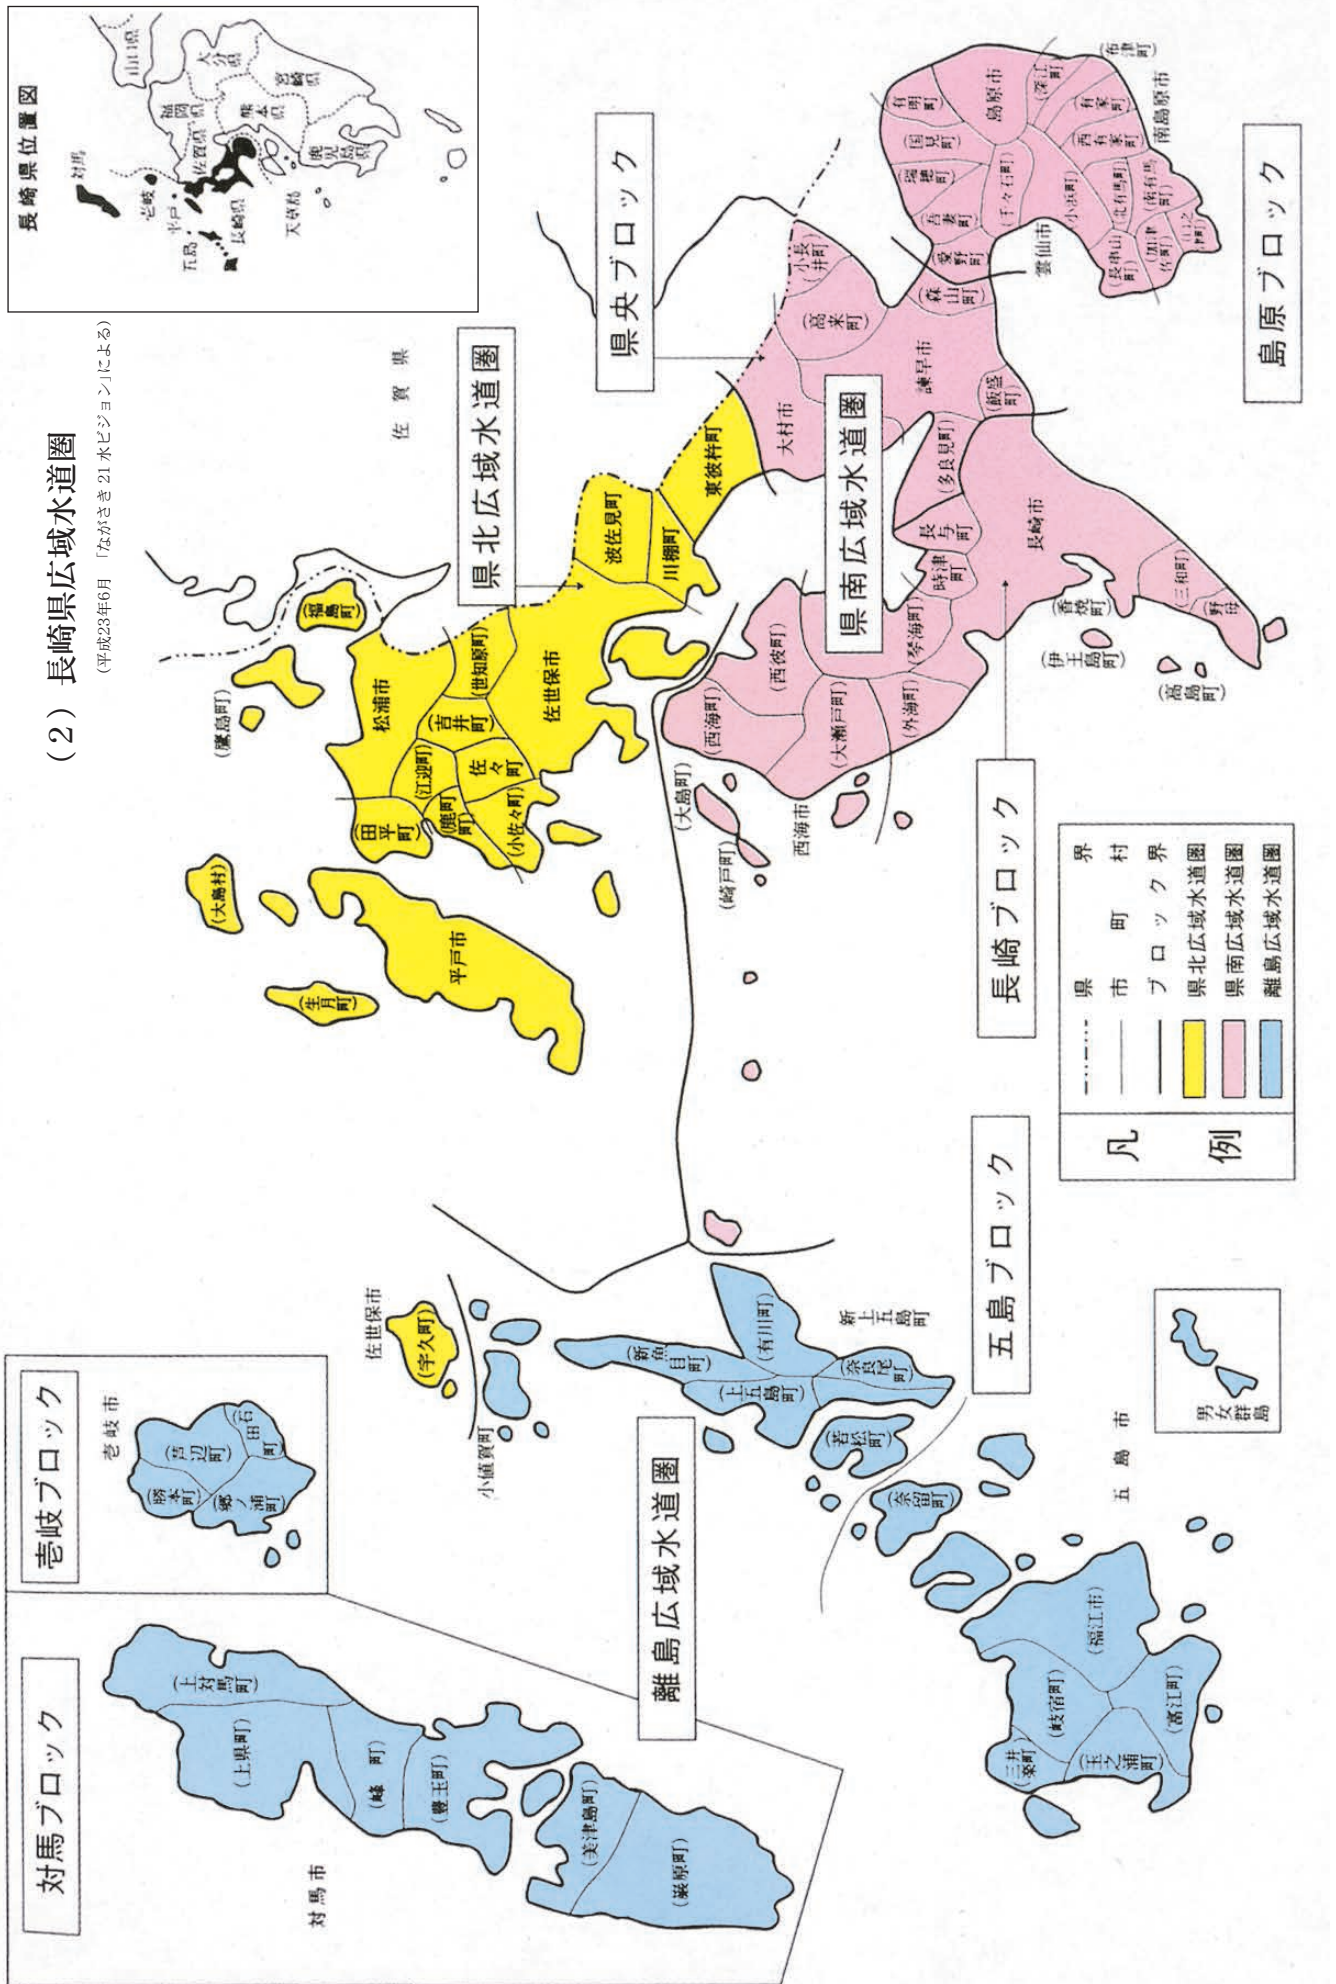 (2) 長崎県広域水道圏
(平成23年6月 「ながさき21水ビジョン」による)
長崎県位置図
対馬
壱岐
平戸
五島
長崎県
佐賀県
福岡県
山口県
大分県
熊本県
宮崎県
鹿児島県
天草島
対馬ブロック
対馬市
(上対馬町)
(上県町)
(峰町)
(豊玉町)
(美津島町)
(厳原町)
壱岐ブロック
壱岐市
(勝本町)
(芦辺町)
(郷ノ浦町)
(石田町)
離島広域水道圏
佐世保市
(宇久町)
小値賀町
(新魚目町)
(有川町)
(上五島町)
(奈良尾町)
(若松町)
新上五島町
(奈留町)
五島ブロック
五島市
(福江市)
(岐宿町)
(三井楽町)
(玉之浦町)
(富江町)
男女群島
県北広域水道圏
佐賀県
(福島町)
(鷹島町)
松浦市
(世知原町)
(吉井町)
(江迎町)
佐々町
(鹿町町)
(小佐々町)
(田平町)
佐世保市
波佐見町
川棚町
東彼杵町
(大島村)
(生月町)
平戸市
県央ブロック
県南広域水道圏
大村市
(高来町)
(小長井町)
諫早市
(森山町)
(飯盛町)
(多良見町)
長与町
時津町
長崎市
(琴海町)
(外海町)
(西彼町)
(西海町)
(大瀬戸町)
(大島町)
(崎戸町)
西海市
(香焼町)
(伊王島町)
(高島町)
(三和町)
(野母
長崎ブロック
島原ブロック
島原市
(有明町)
(国見町)
(瑞穂町)
(吾妻町)
(愛野町)
(千々石町)
(小浜町)
雲仙市
(深江町)
(布津町)
(有家町)
(西有家町)
(北有馬町)
(南有馬
(長串山町)
(加津佐町)
南島原市
凡例
県界
市町村
ブロック界
県北広域水道圏
県南広域水道圏
離島広域水道圏